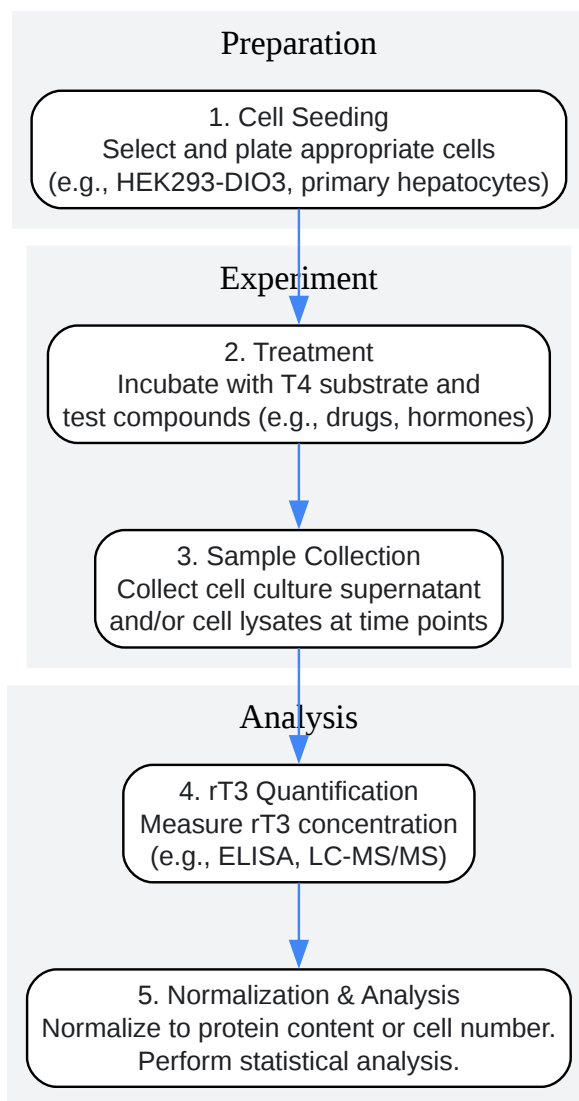 Preparation
1. Cell Seeding
Select and plate appropriate cells
(e.g., HEK293-DIO3, primary hepatocytes)
Experiment
2. Treatment
Incubate with T4 substrate and
test compounds (e.g., drugs, hormones)
3. Sample Collection
Collect cell culture supernatant
and/or cell lysates at time points
Analysis
4. rT3 Quantification
Measure rT3 concentration
(e.g., ELISA, LC-MS/MS)
5. Normalization & Analysis
Normalize to protein content or cell number.
Perform statistical analysis.